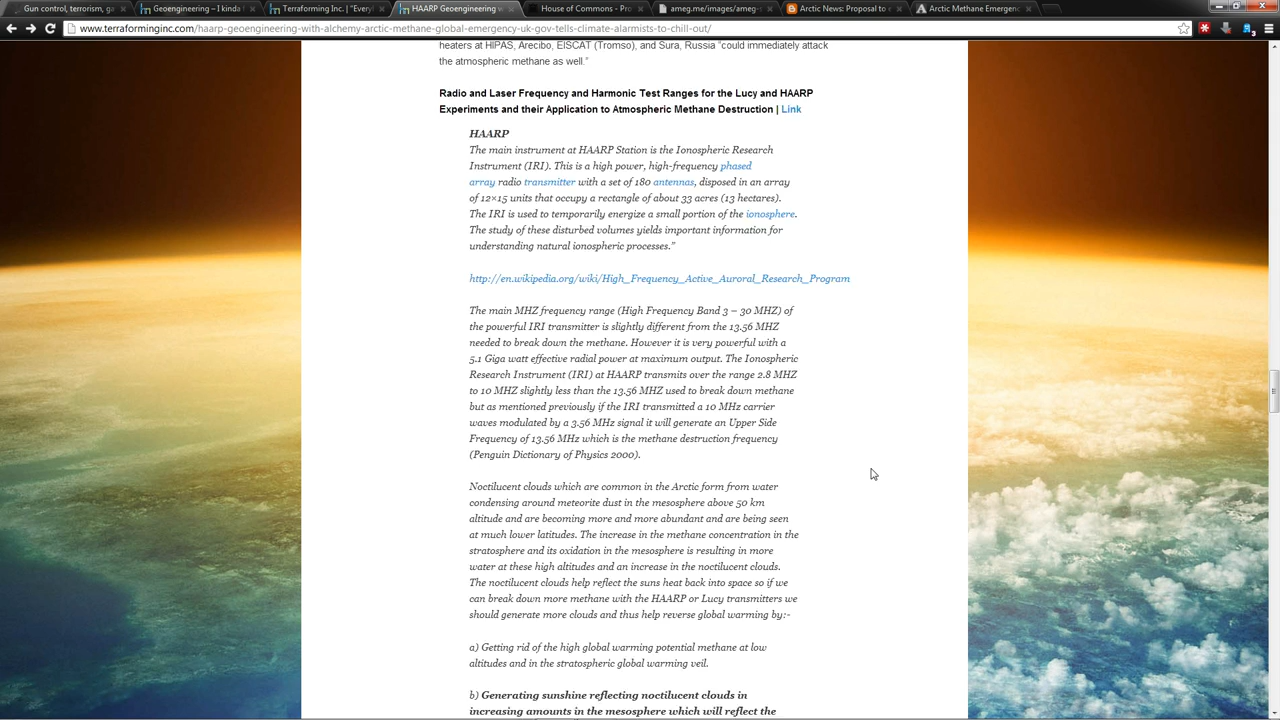 Gun control, terrorism, ga
Geoengineering – I kinda f
Terraforming Inc. | "Everyl
HAARP Geoengineering w
House of Commons - Pro
ameg.me/images/ameg-s
Arctic News: Proposal to e
Arctic Methane Emergenc
www.terraforminginc.com/haarp-geoengineering-with-alchemy-arctic-methane-global-emergency-uk-gov-tells-climate-alarmists-to-chill-out/
heaters at HIPAS, Arecibo, EISCAT (Tromso), and Sura, Russia "could immediately attack
the atmospheric methane as well."
Radio and Laser Frequency and Harmonic Test Ranges for the Lucy and HAARP
Experiments and their Application to Atmospheric Methane Destruction | Link
HAARP
The main instrument at HAARP Station is the Ionospheric Research
Instrument (IRI). This is a high power, high-frequency phased
array radio transmitter with a set of 180 antennas, disposed in an array
of 12×15 units that occupy a rectangle of about 33 acres (13 hectares).
The IRI is used to temporarily energize a small portion of the ionosphere.
The study of these disturbed volumes yields important information for
understanding natural ionospheric processes."
http://en.wikipedia.org/wiki/High_Frequency_Active_Auroral_Research_Program
The main MHZ frequency range (High Frequency Band 3 – 30 MHZ) of
the powerful IRI transmitter is slightly different from the 13.56 MHZ
needed to break down the methane. However it is very powerful with a
5.1 Giga watt effective radial power at maximum output. The Ionospheric
Research Instrument (IRI) at HAARP transmits over the range 2.8 MHZ
to 10 MHZ slightly less than the 13.56 MHZ used to break down methane
but as mentioned previously if the IRI transmitted a 10 MHz carrier
waves modulated by a 3.56 MHz signal it will generate an Upper Side
Frequency of 13.56 MHz which is the methane destruction frequency
(Penguin Dictionary of Physics 2000).
Noctilucent clouds which are common in the Arctic form from water
condensing around meteorite dust in the mesosphere above 50 km
altitude and are becoming more and more abundant and are being seen
at much lower latitudes. The increase in the methane concentration in the
stratosphere and its oxidation in the mesosphere is resulting in more
water at these high altitudes and an increase in the noctilucent clouds.
The noctilucent clouds help reflect the suns heat back into space so if we
can break down more methane with the HAARP or Lucy transmitters we
should generate more clouds and thus help reverse global warming by:-
a) Getting rid of the high global warming potential methane at low
altitudes and in the stratospheric global warming veil.
b) Generating sunshine reflecting noctilucent clouds in
increasing amounts in the mesosphere which will reflect the